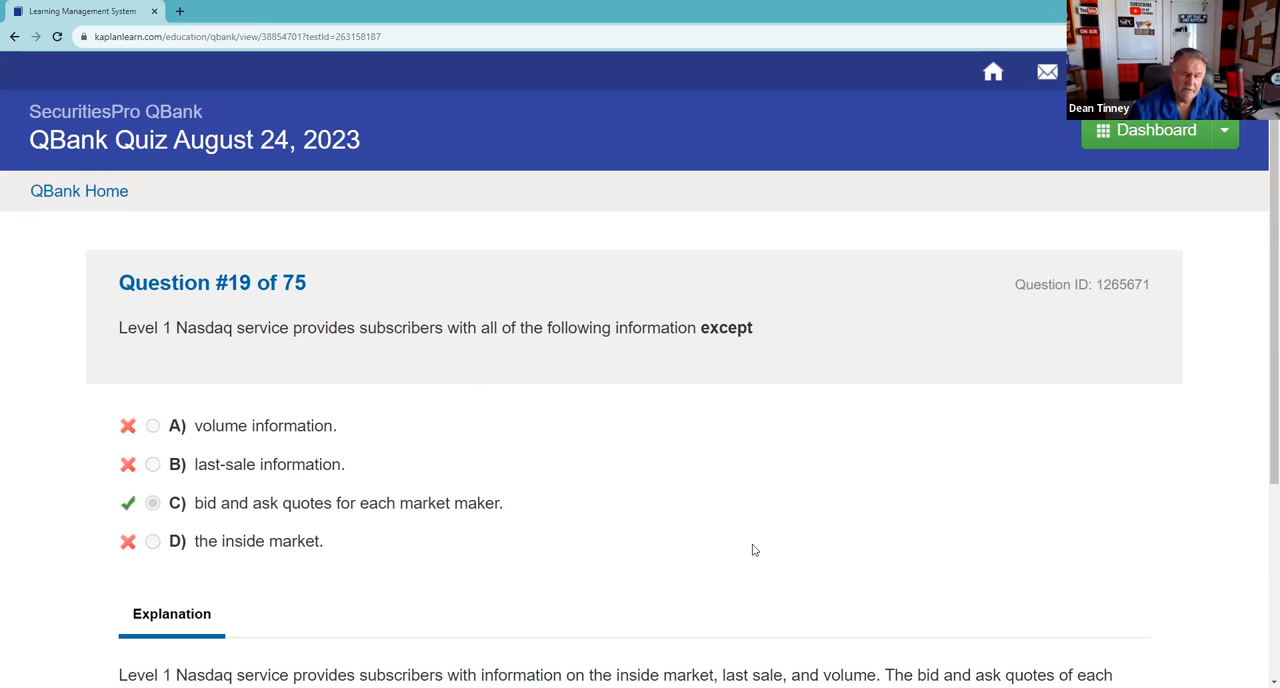 Learning Management System
kaplanlearn.com/education/qbank/view/38854701?testId=263158187
SUBSCRIBE
ON AIR
SIPC
Dean Tinney
SecuritiesPro QBank
QBank Quiz August 24, 2023
Dashboard
QBank Home
Question #19 of 75
Question ID: 1265671
Level 1 Nasdaq service provides subscribers with all of the following information except
A) volume information.
B) last-sale information.
C) bid and ask quotes for each market maker.
D) the inside market.
Explanation
Level 1 Nasdaq service provides subscribers with information on the inside market, last sale, and volume. The bid and ask quotes of each